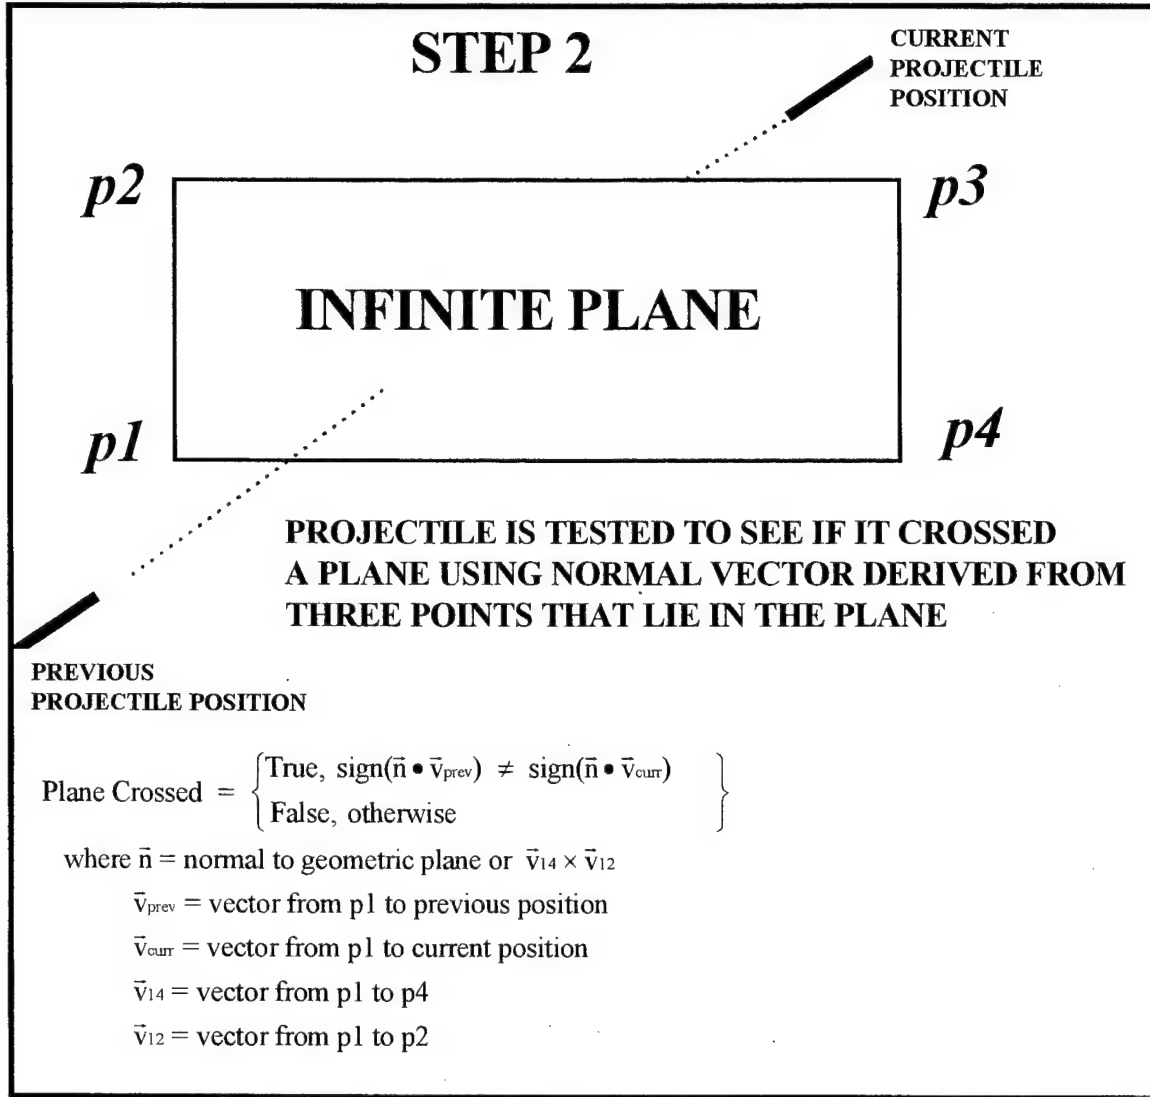 STEP 2
CURRENT
PROJECTILE
POSITION
p2
p3
INFINITE PLANE
p1
p4
PROJECTILE IS TESTED TO SEE IF IT CROSSED
A PLANE USING NORMAL VECTOR DERIVED FROM
THREE POINTS THAT LIE IN THE PLANE
PREVIOUS
PROJECTILE POSITION
Plane Crossed = { True, sign(n⃗ • v⃗prev) ≠ sign(n⃗ • v⃗curr)
False, otherwise }
where n⃗ = normal to geometric plane or v⃗14 × v⃗12
v⃗prev = vector from p1 to previous position
v⃗curr = vector from p1 to current position
v⃗14 = vector from p1 to p4
v⃗12 = vector from p1 to p2